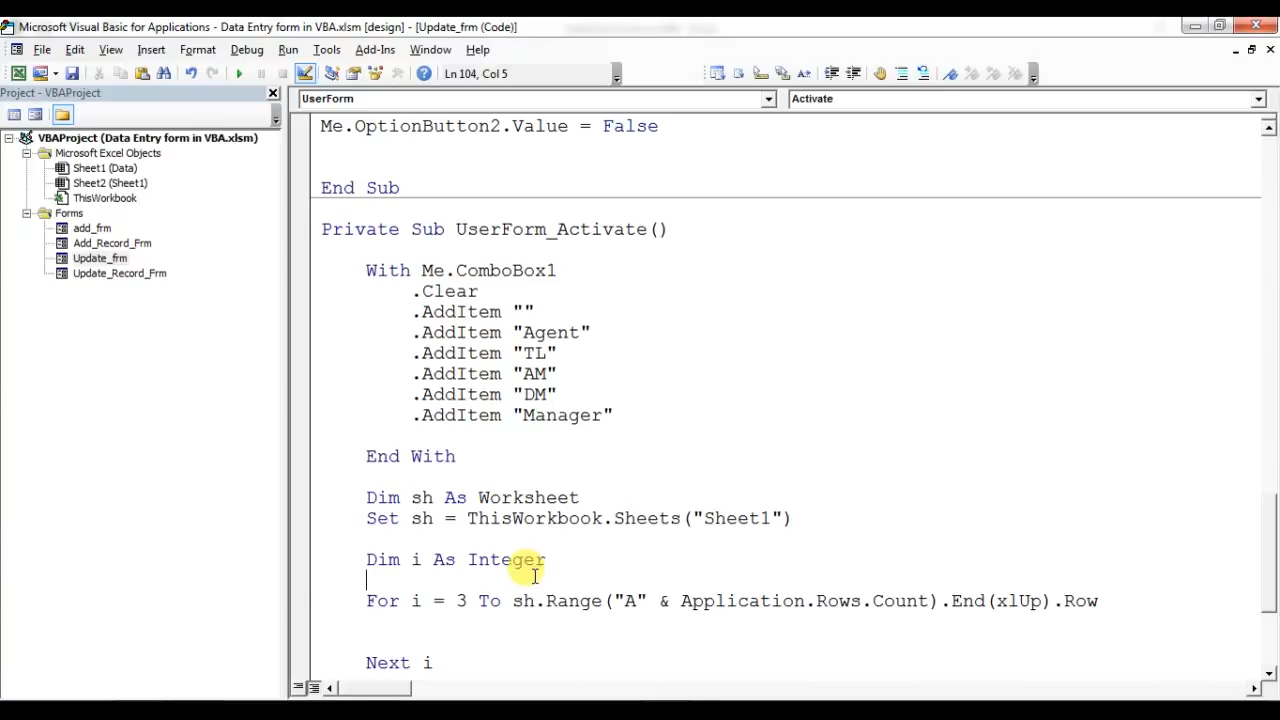 Microsoft Visual Basic for Applications - Data Entry form in VBA.xlsm [design] - [Update_frm (Code)]
File Edit View Insert Format Debug Run Tools Add-Ins Window Help
Ln 104, Col 5
Project - VBAProject
UserForm Activate
VBAProject (Data Entry form in VBA.xlsm)
Microsoft Excel Objects
Sheet1 (Data)
Sheet2 (Sheet1)
ThisWorkbook
Forms
add_frm
Add_Record_Frm
Update_frm
Update_Record_Frm
Me.OptionButton2.Value = False
End Sub
Private Sub UserForm_Activate()
With Me.ComboBox1
.Clear
.AddItem ""
.AddItem "Agent"
.AddItem "TL"
.AddItem "AM"
.AddItem "DM"
.AddItem "Manager"
End With
Dim sh As Worksheet
Set sh = ThisWorkbook.Sheets("Sheet1")
Dim i As Integer
For i = 3 To sh.Range("A" & Application.Rows.Count).End(xlUp).Row
Next i